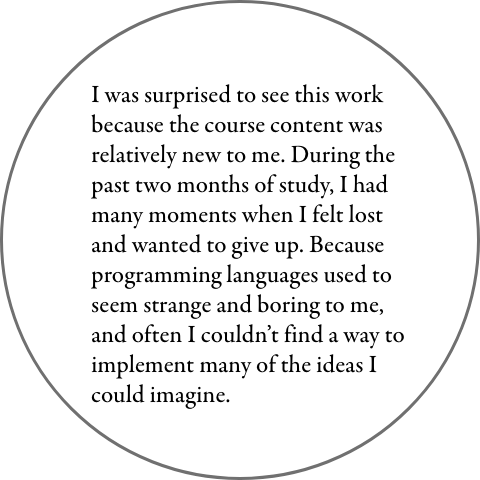 I was surprised to see this work
because the course content was
relatively new to me. During the
past two months of study, I had
many moments when I felt lost
and wanted to give up. Because
programming languages used to
seem strange and boring to me,
and often I couldn’t find a way to
implement many of the ideas I
could imagine.